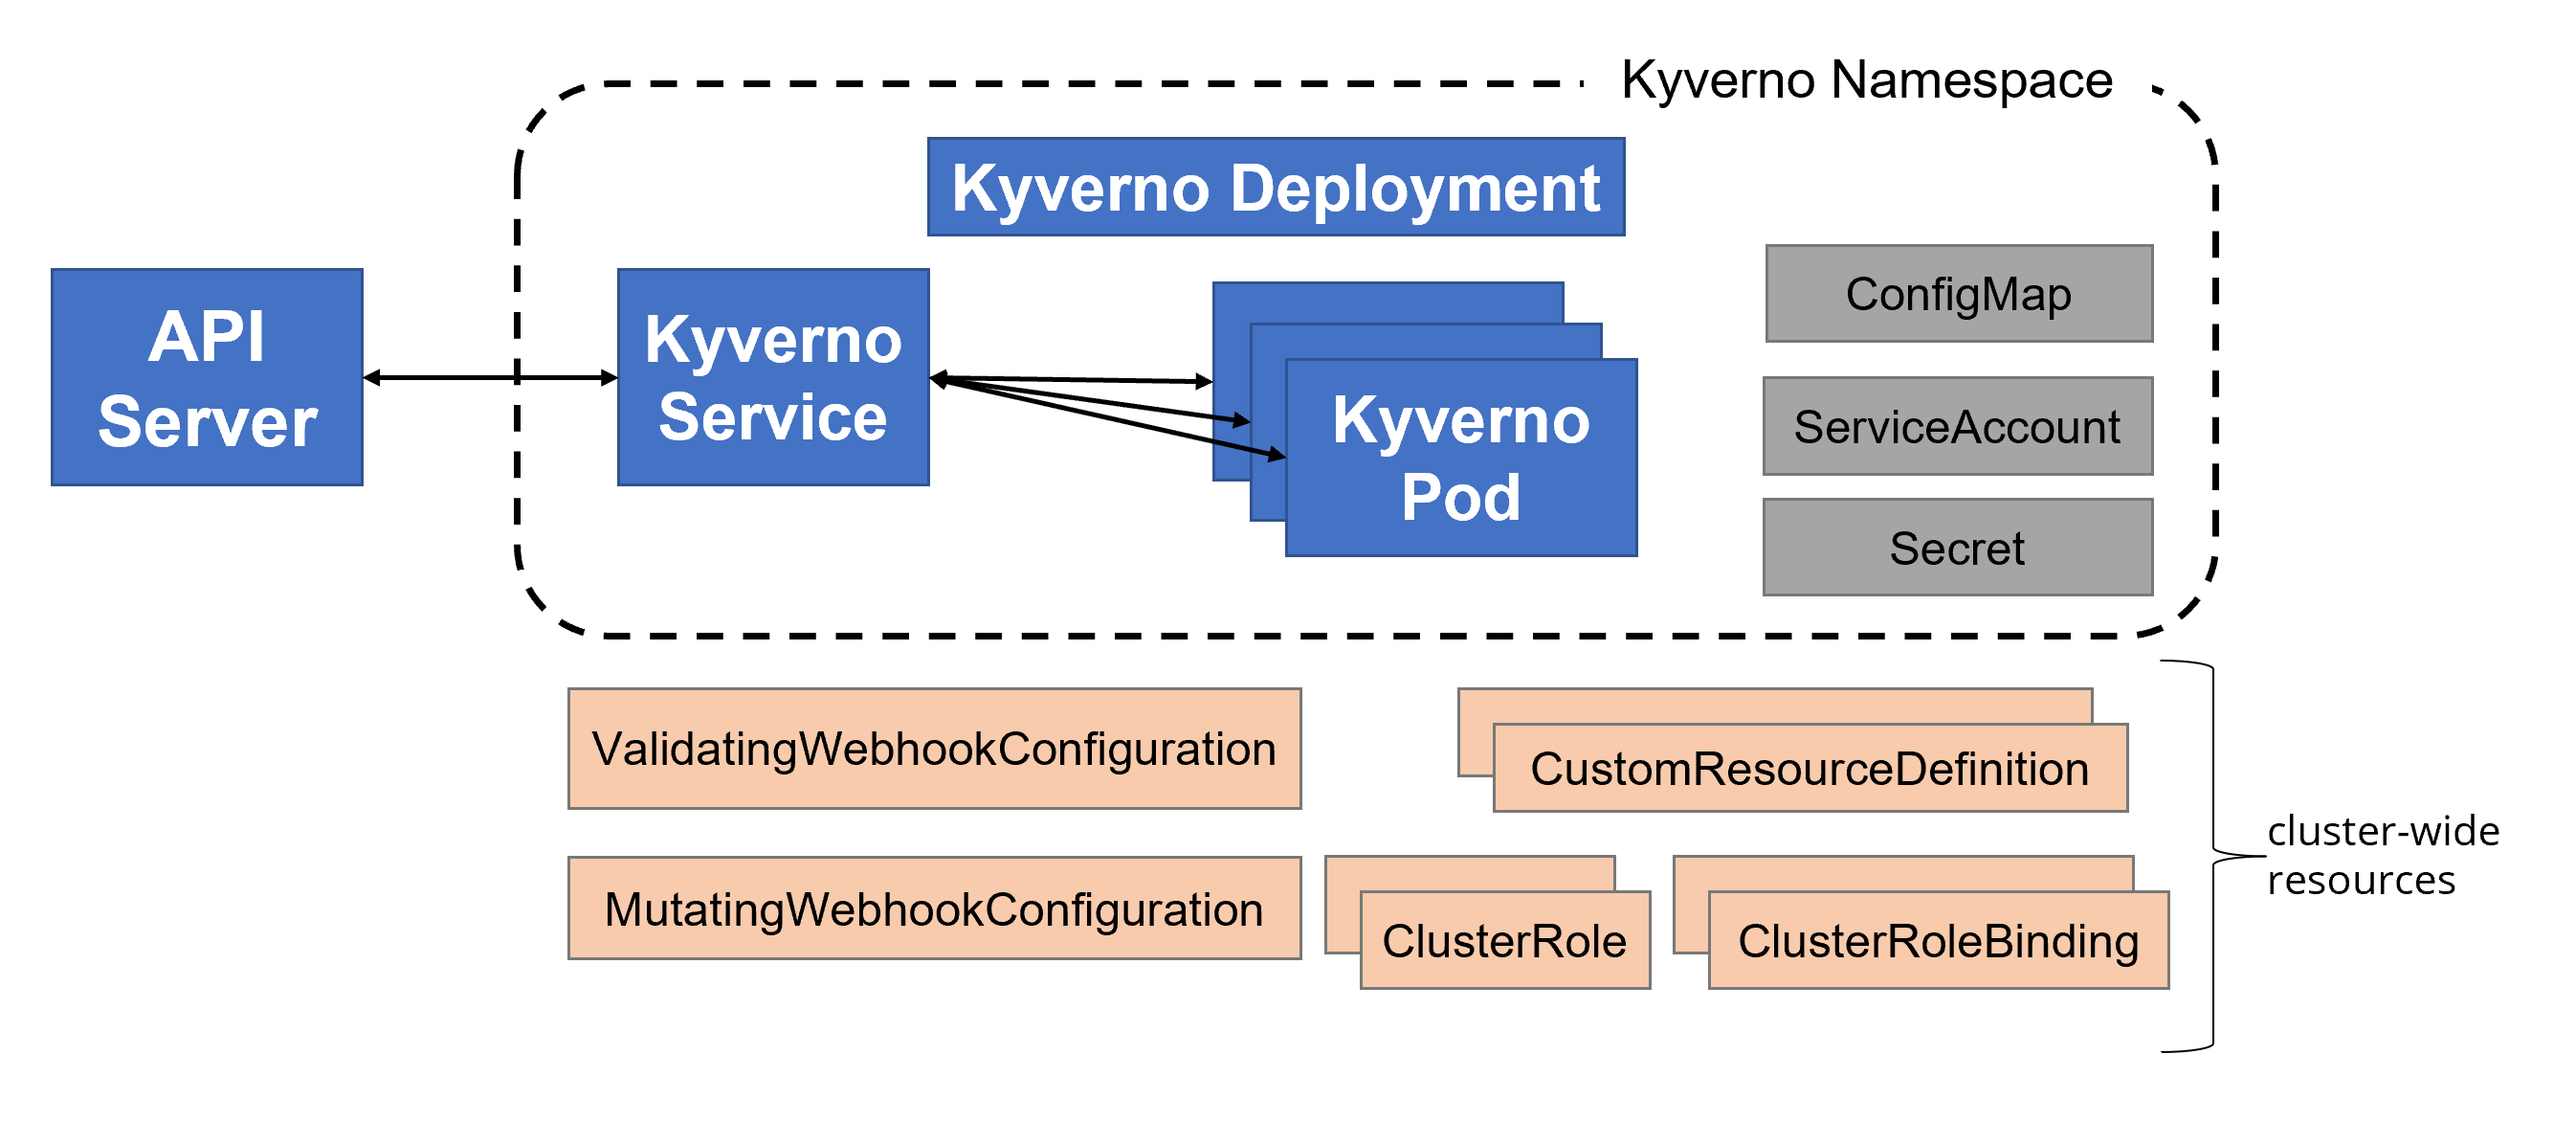 Kyverno Namespace
Kyverno Deployment
API
Server
Kyverno
Service
Kyverno
Pod
ConfigMap
ServiceAccount
Secret
ValidatingWebhookConfiguration
CustomResourceDefinition
MutatingWebhookConfiguration
ClusterRole
ClusterRoleBinding
cluster-wide
resources